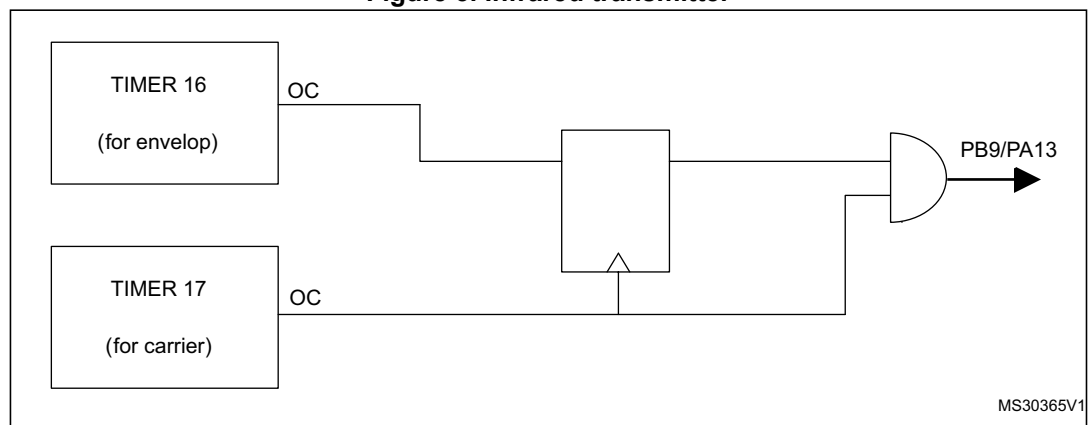 TIMER 16
(for envelop)
OC
PB9/PA13
TIMER 17
(for carrier)
OC
MS30365V1